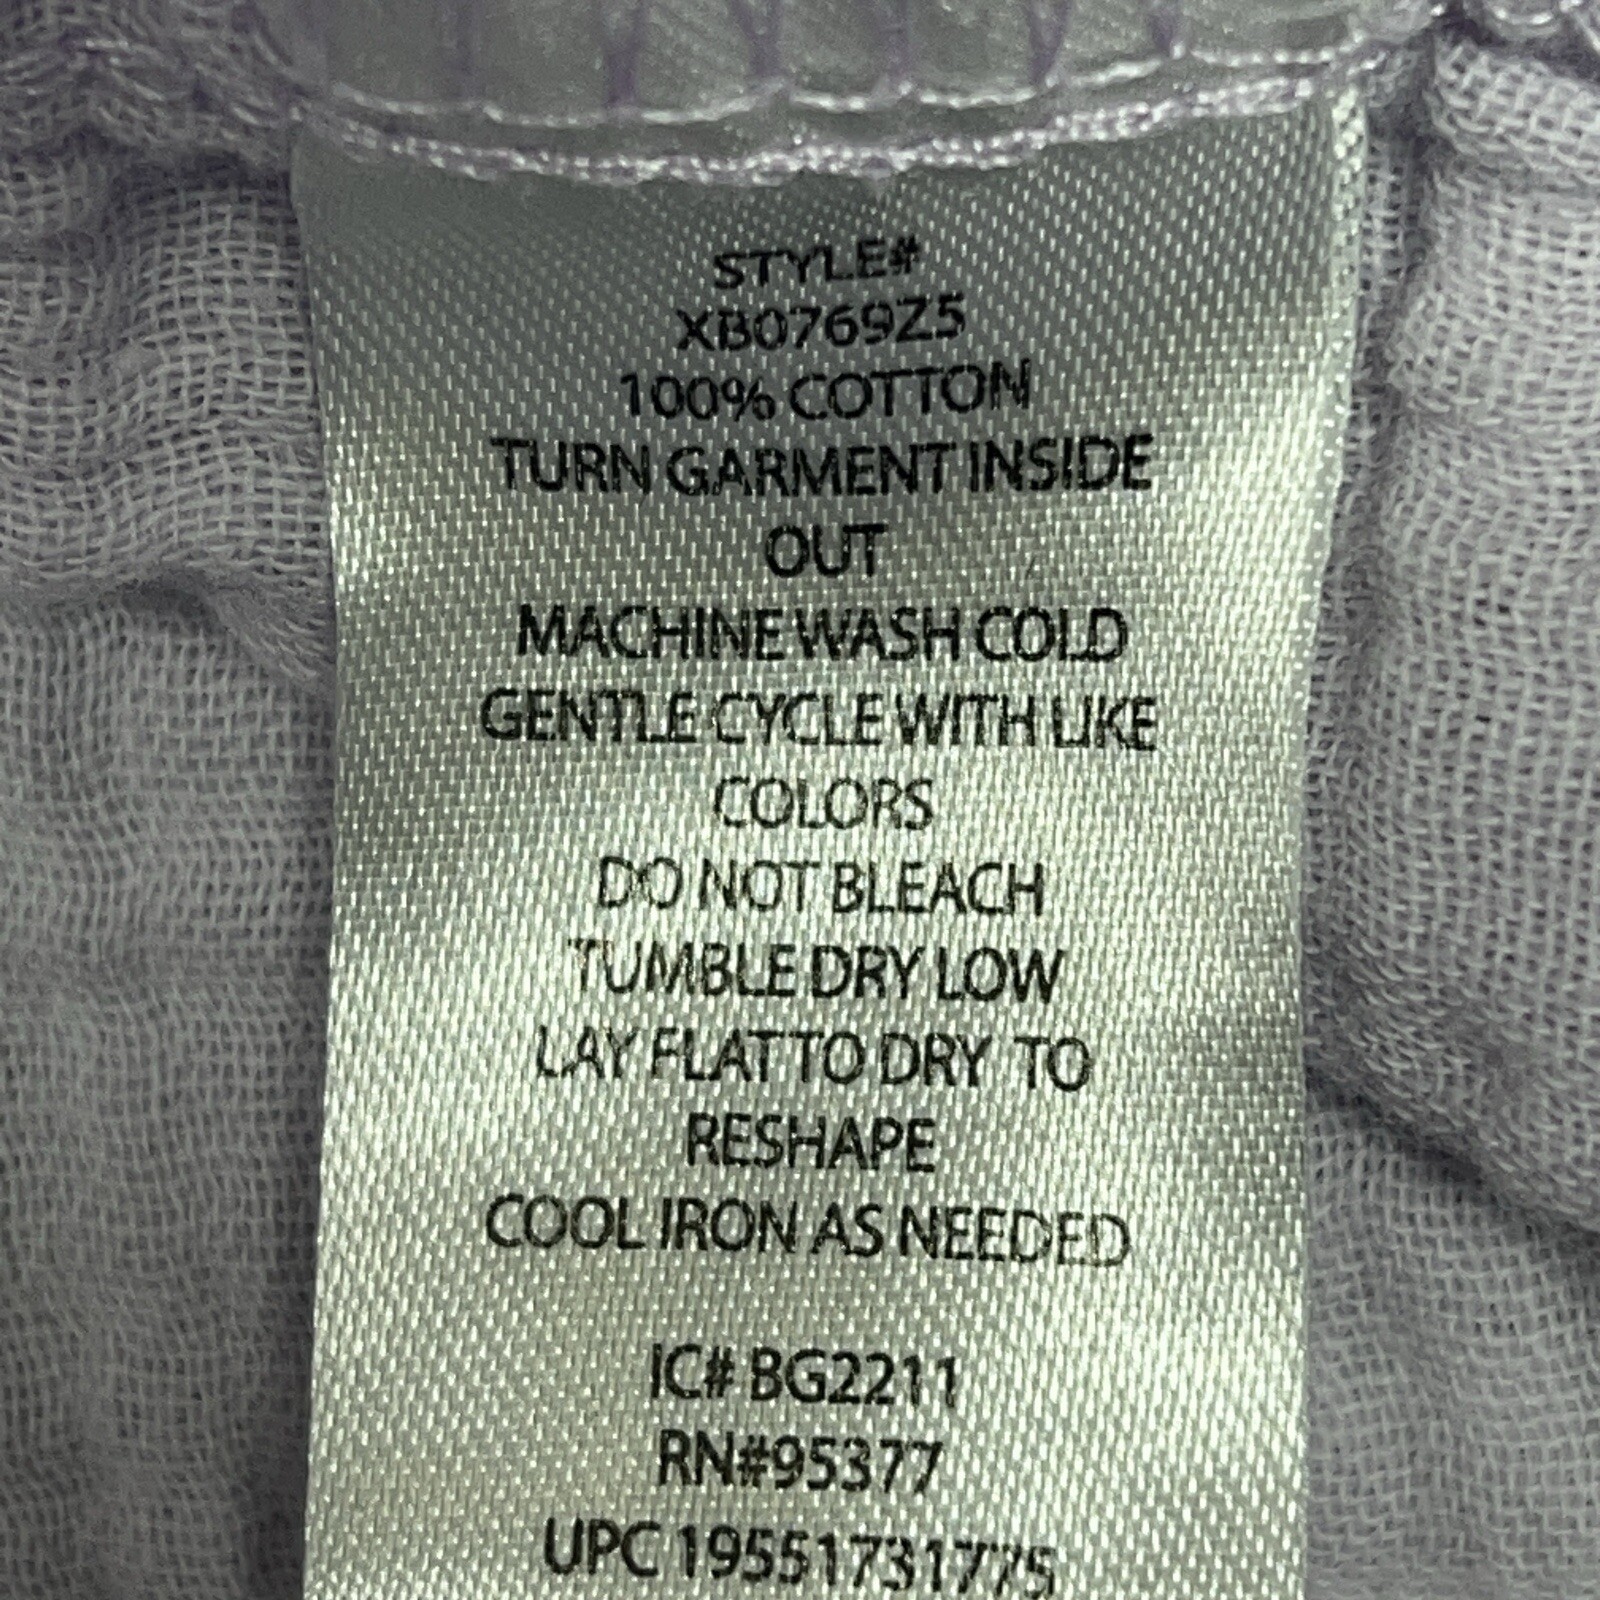 STYLE#
XB0769Z5
100% COTTON
TURN GARMENT INSIDE
OUT
MACHINE WASH COLD
GENTLE CYCLE WITH LIKE
COLORS
DO NOT BLEACH
TUMBLE DRY LOW
LAY FLAT TO DRY TO
RESHAPE
COOL IRON AS NEEDED
IC# BG2211
RN#95377
UPC 19551731775